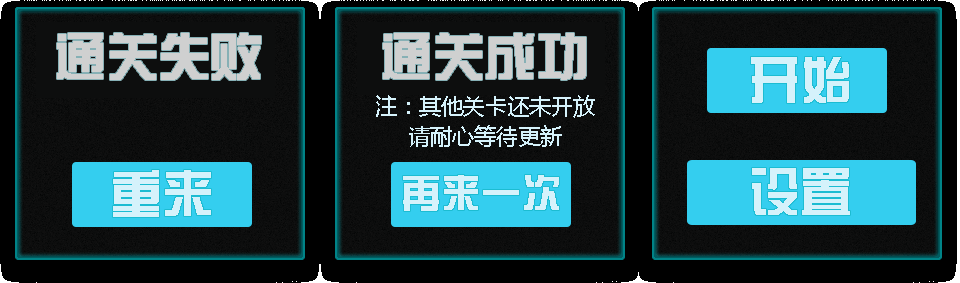 通关失败
重来
通关成功
注：其他关卡还未开放
请耐心等待更新
再来一次
开始
设置